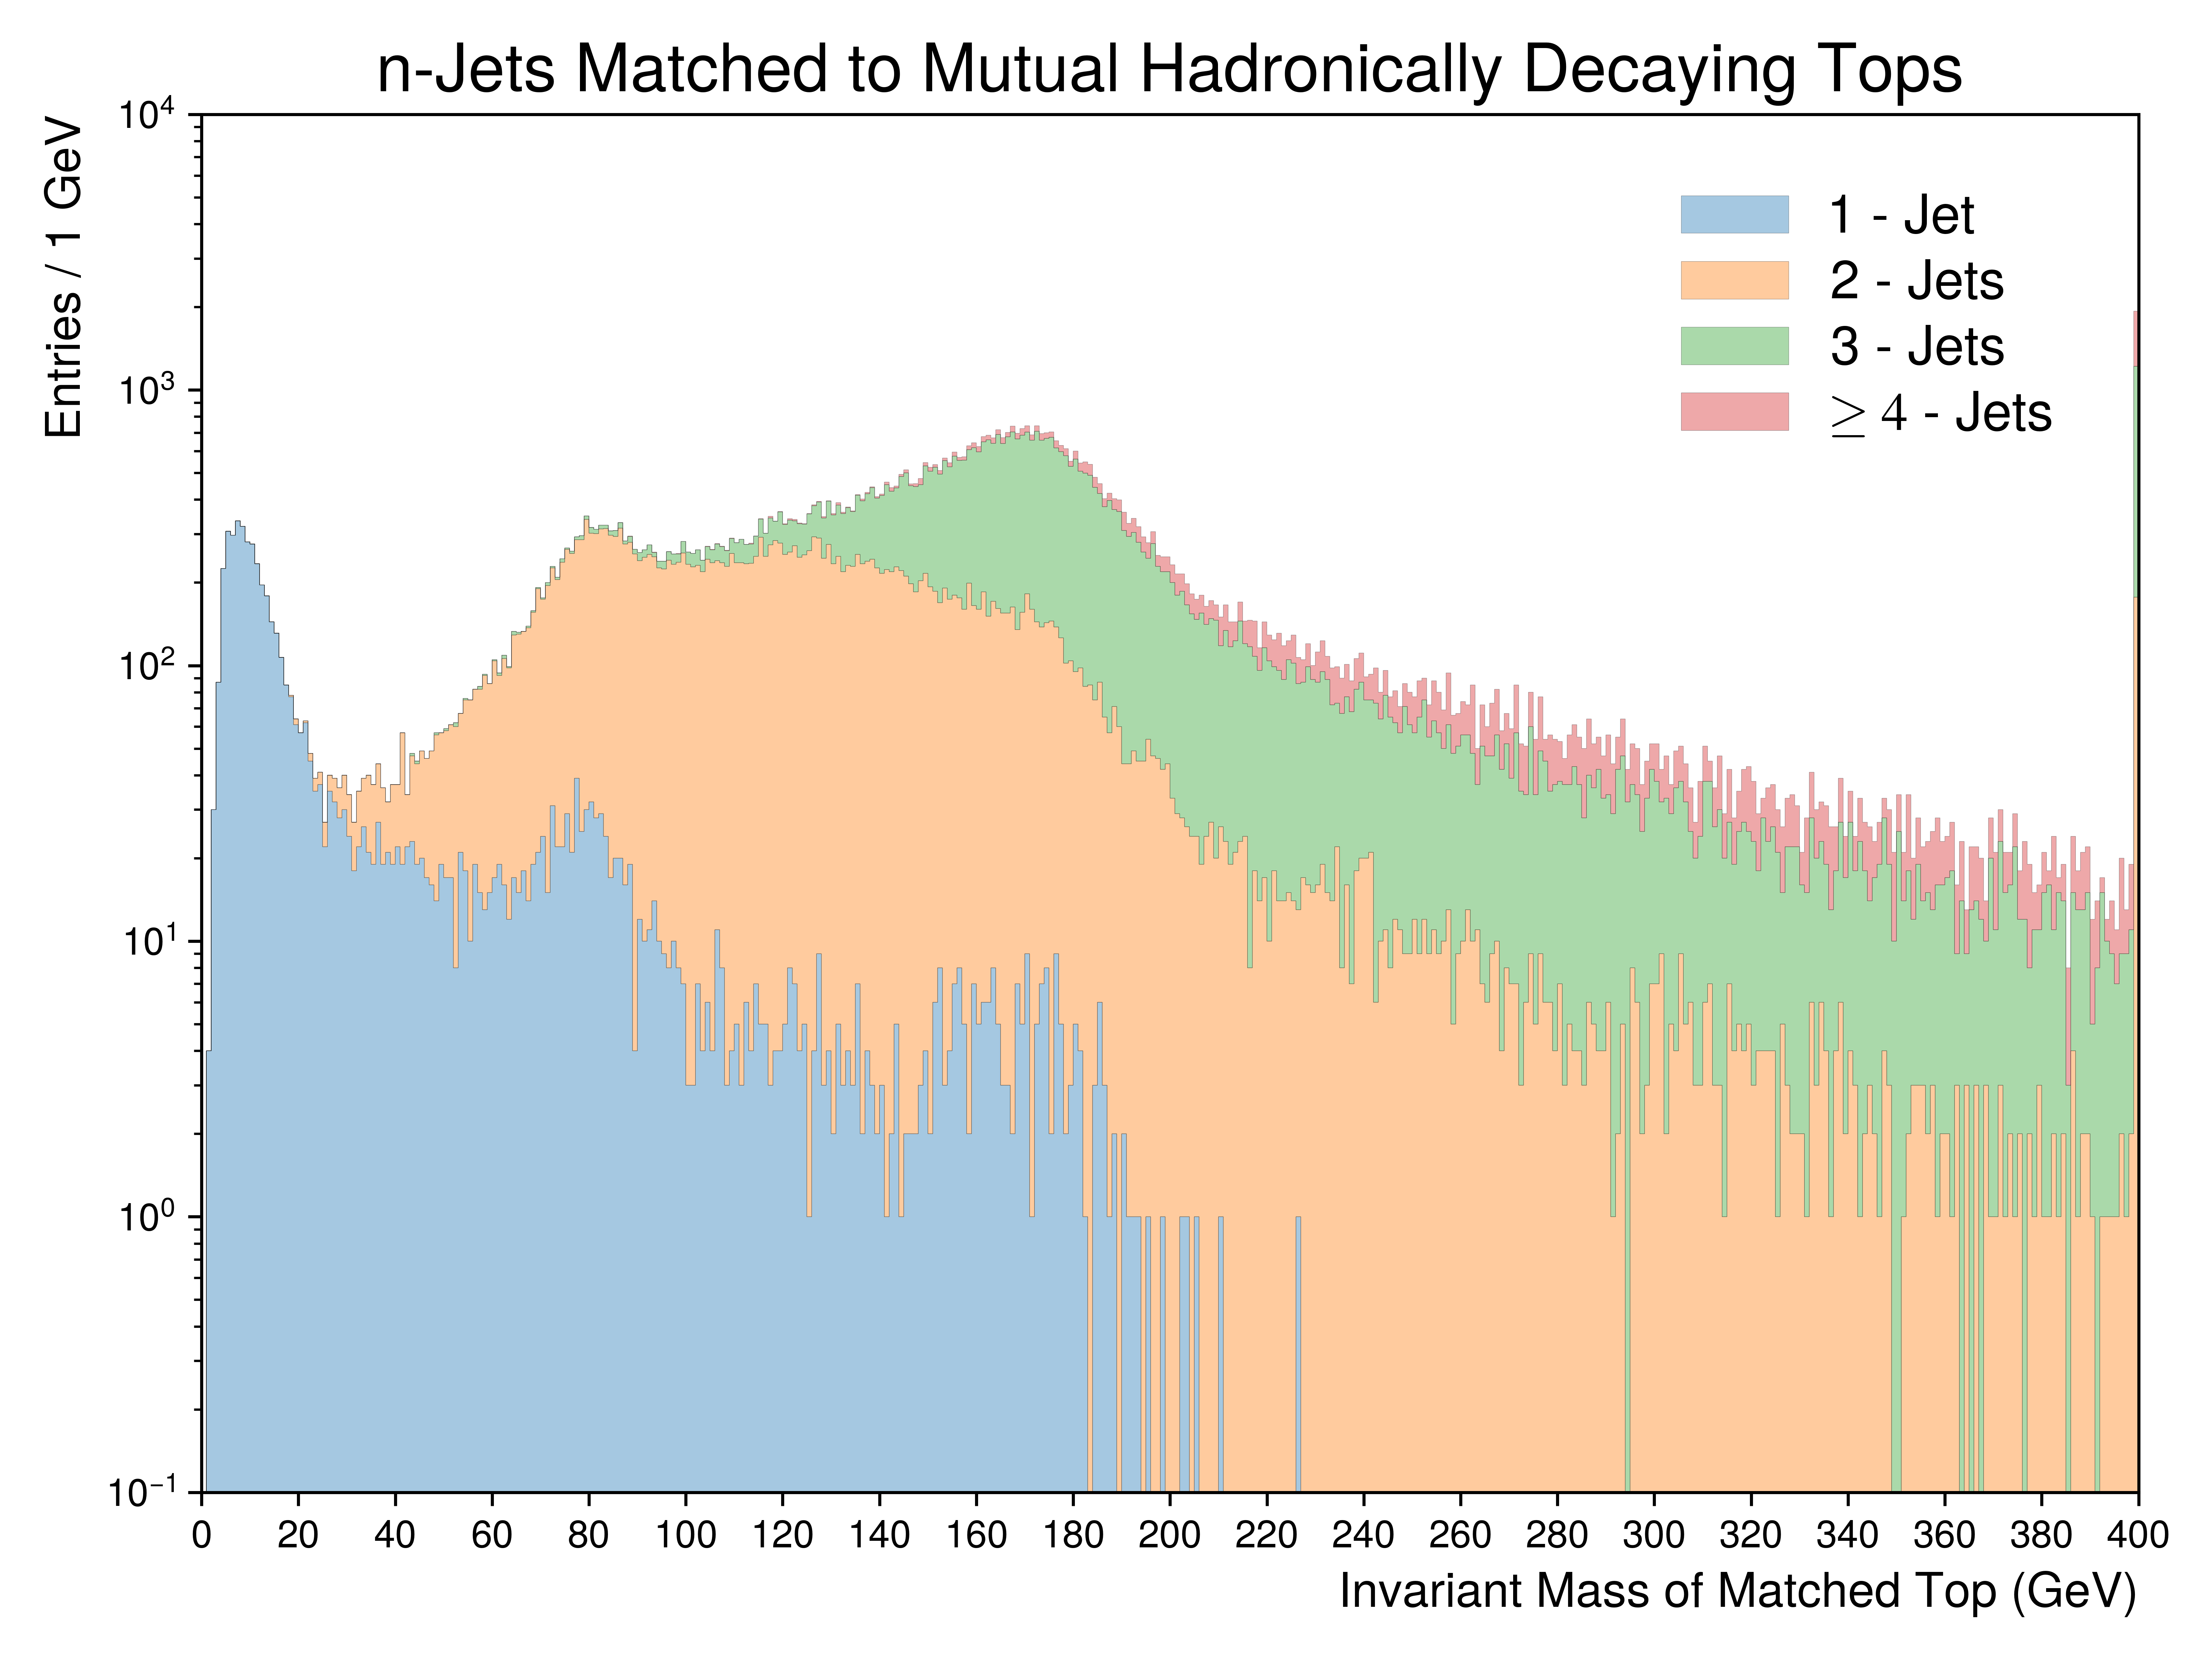 n-Jets Matched to Mutual Hadronically Decaying Tops
Entries / 1 GeV
10⁴
10³
10²
10¹
10⁰
10⁻¹
1 - Jet
2 - Jets
3 - Jets
≥ 4 - Jets
0 20 40 60 80 100 120 140 160 180 200 220 240 260 280 300 320 340 360 380 400
Invariant Mass of Matched Top (GeV)